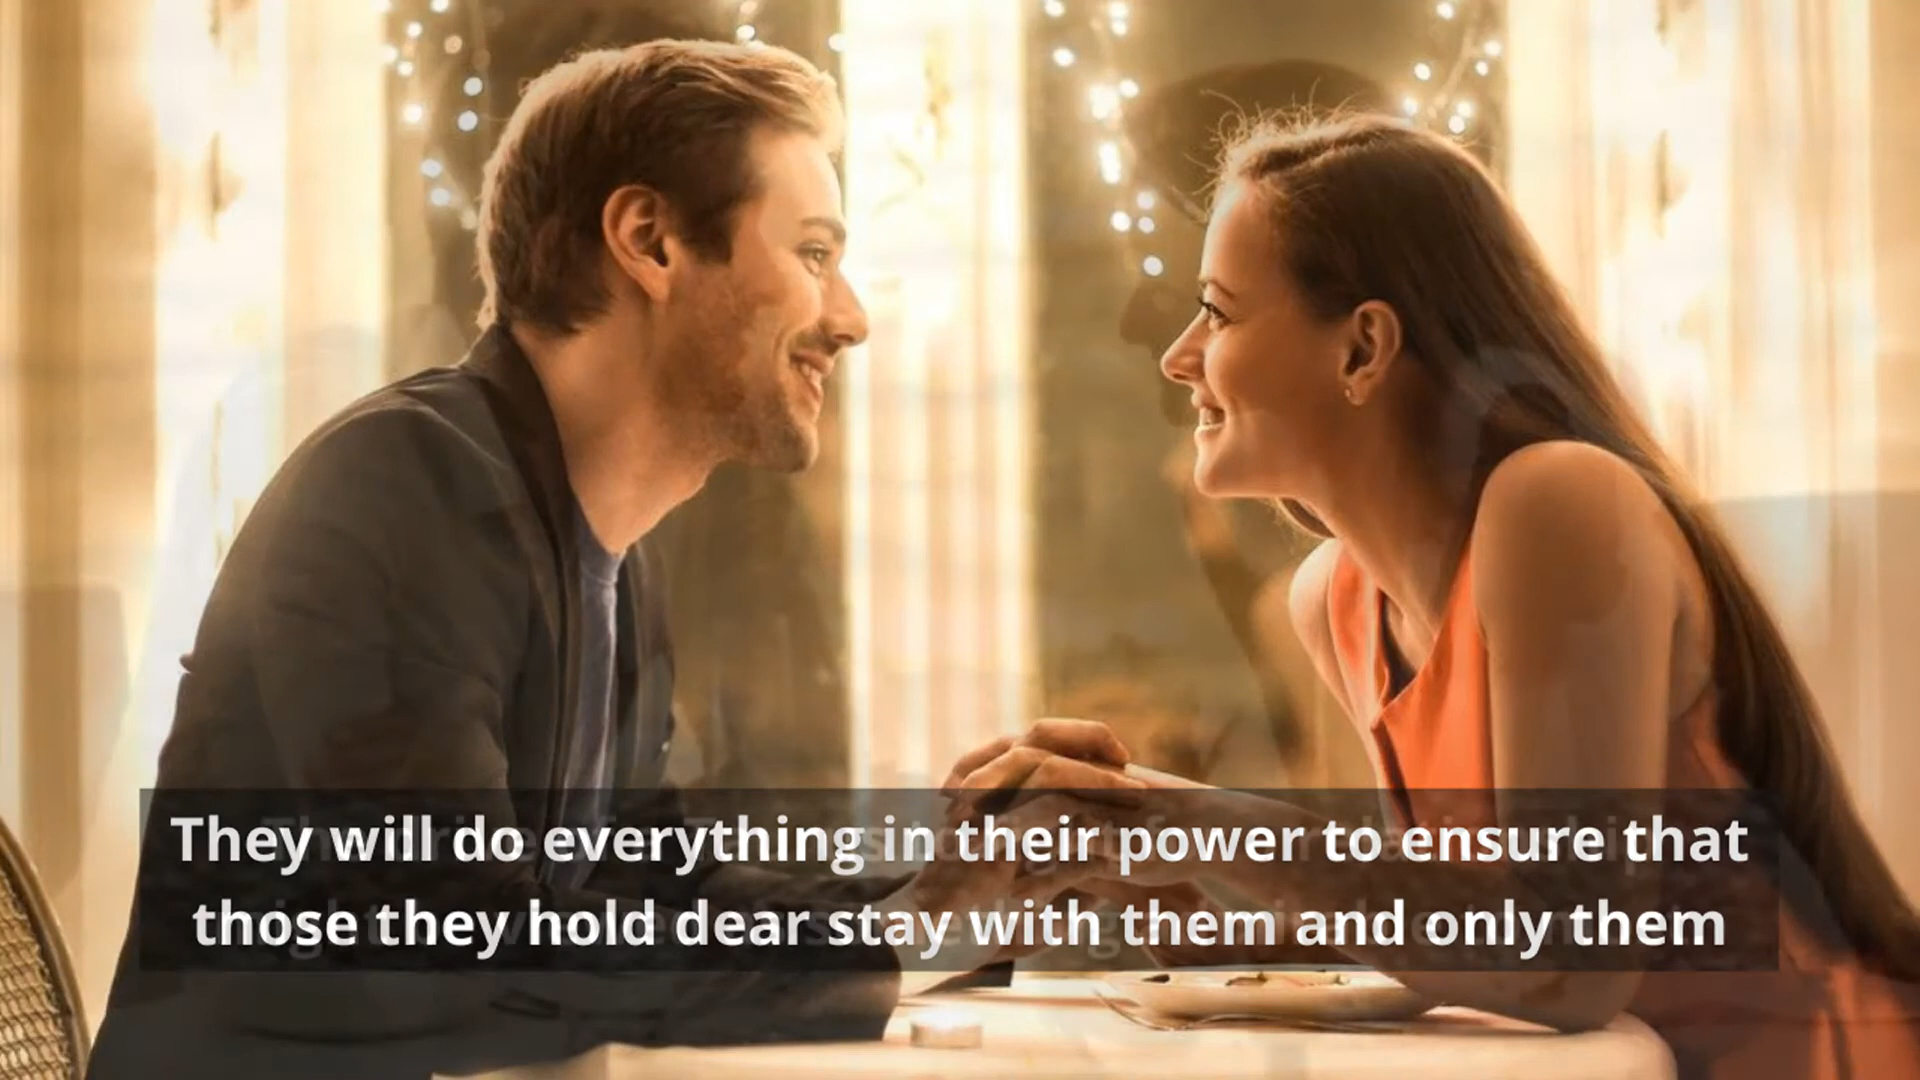 They will do everything in their power to ensure that
those they hold dear stay with them and only them